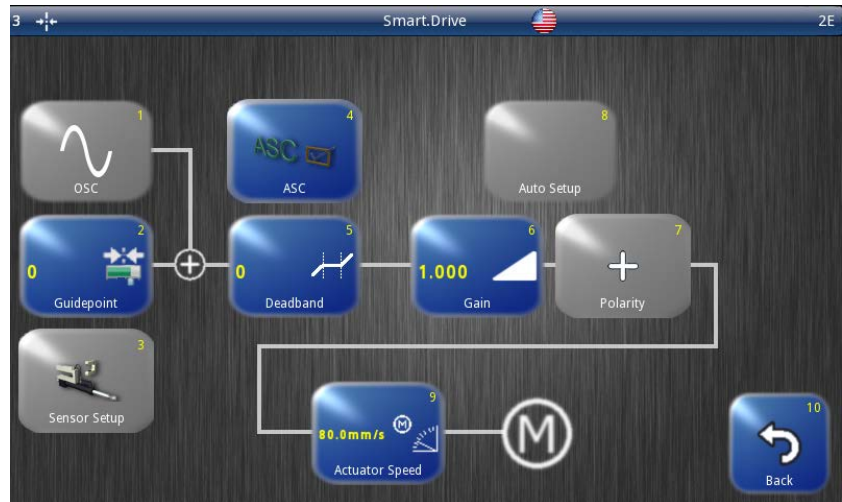 3 Smart.Drive 2E
1
OSC
4
ASC
ASC
8
Auto Setup
2
0
Guidepoint
5
0
Deadband
6
1.000
Gain
7
Polarity
3
Sensor Setup
9
80.0mm/s M
Actuator Speed
M
10
Back